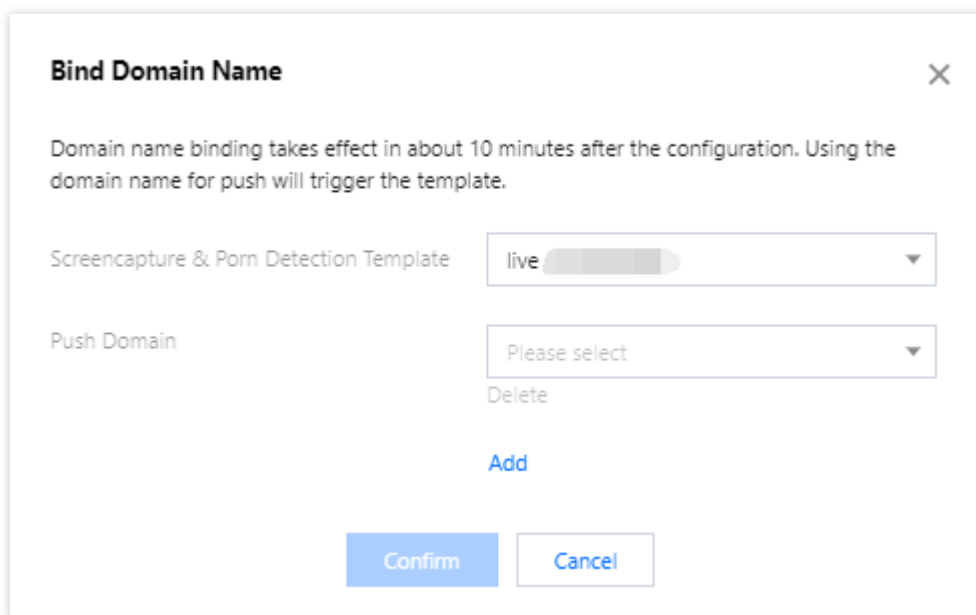 Bind Domain Name
Domain name binding takes effect in about 10 minutes after the configuration. Using the
domain name for push will trigger the template.
Screencapture & Porn Detection Template
live
Push Domain
Please select
Delete
Add
Confirm
Cancel